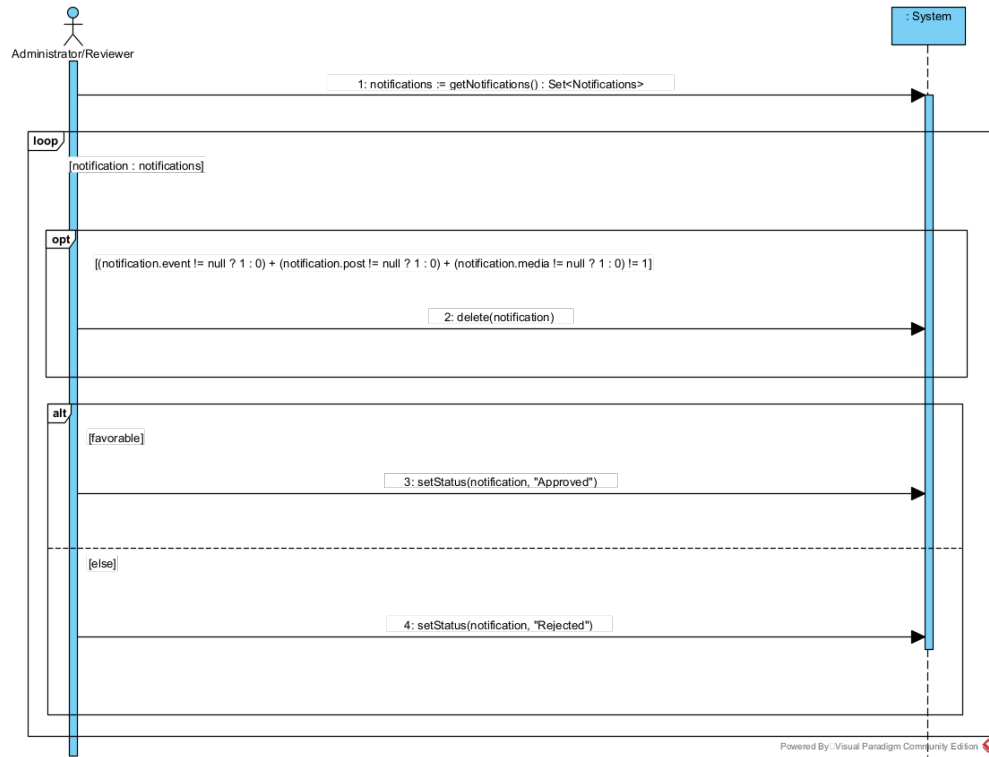 : System
Administrator/Reviewer
1: notifications := getNotifications() : Set<Notifications>
loop
[notification : notifications]
opt
[(notification.event != null ? 1 : 0) + (notification.post != null ? 1 : 0) + (notification.media != null ? 1 : 0) != 1]
2: delete(notification)
alt
[favorable]
3: setStatus(notification, "Approved")
[else]
4: setStatus(notification, "Rejected")
Powered By Visual Paradigm Community Edition